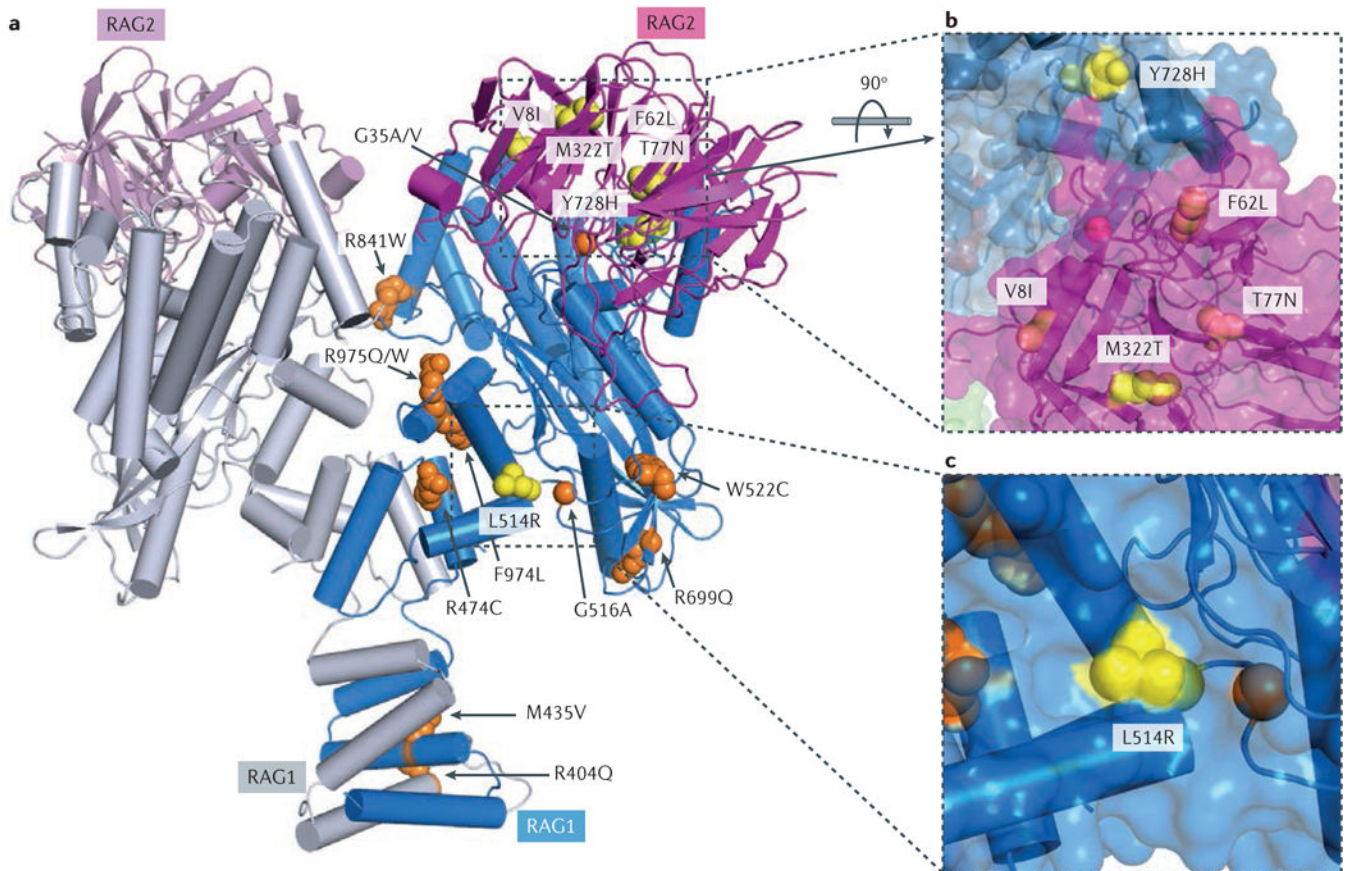 a
RAG2
RAG2
b
V8I
F62L
G35A/V
M322T
T77N
Y728H
90°
R841W
R975Q/W
W522C
L514R
F974L
R474C
G516A
R699Q
M435V
R404Q
RAG1
RAG1
Y728H
F62L
V8I
T77N
M322T
c
L514R